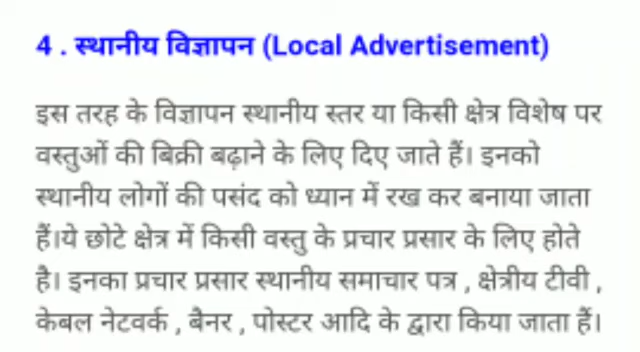 4 . स्थानीय विज्ञापन (Local Advertisement)
इस तरह के विज्ञापन स्थानीय स्तर या किसी क्षेत्र विशेष पर
वस्तुओं की बिक्री बढ़ाने के लिए दिए जाते हैं। इनको
स्थानीय लोगों की पसंद को ध्यान में रख कर बनाया जाता
हैं।ये छोटे क्षेत्र में किसी वस्तु के प्रचार प्रसार के लिए होते
है। इनका प्रचार प्रसार स्थानीय समाचार पत्र , क्षेत्रीय टीवी ,
केबल नेटवर्क , बैनर , पोस्टर आदि के द्वारा किया जाता हैं।